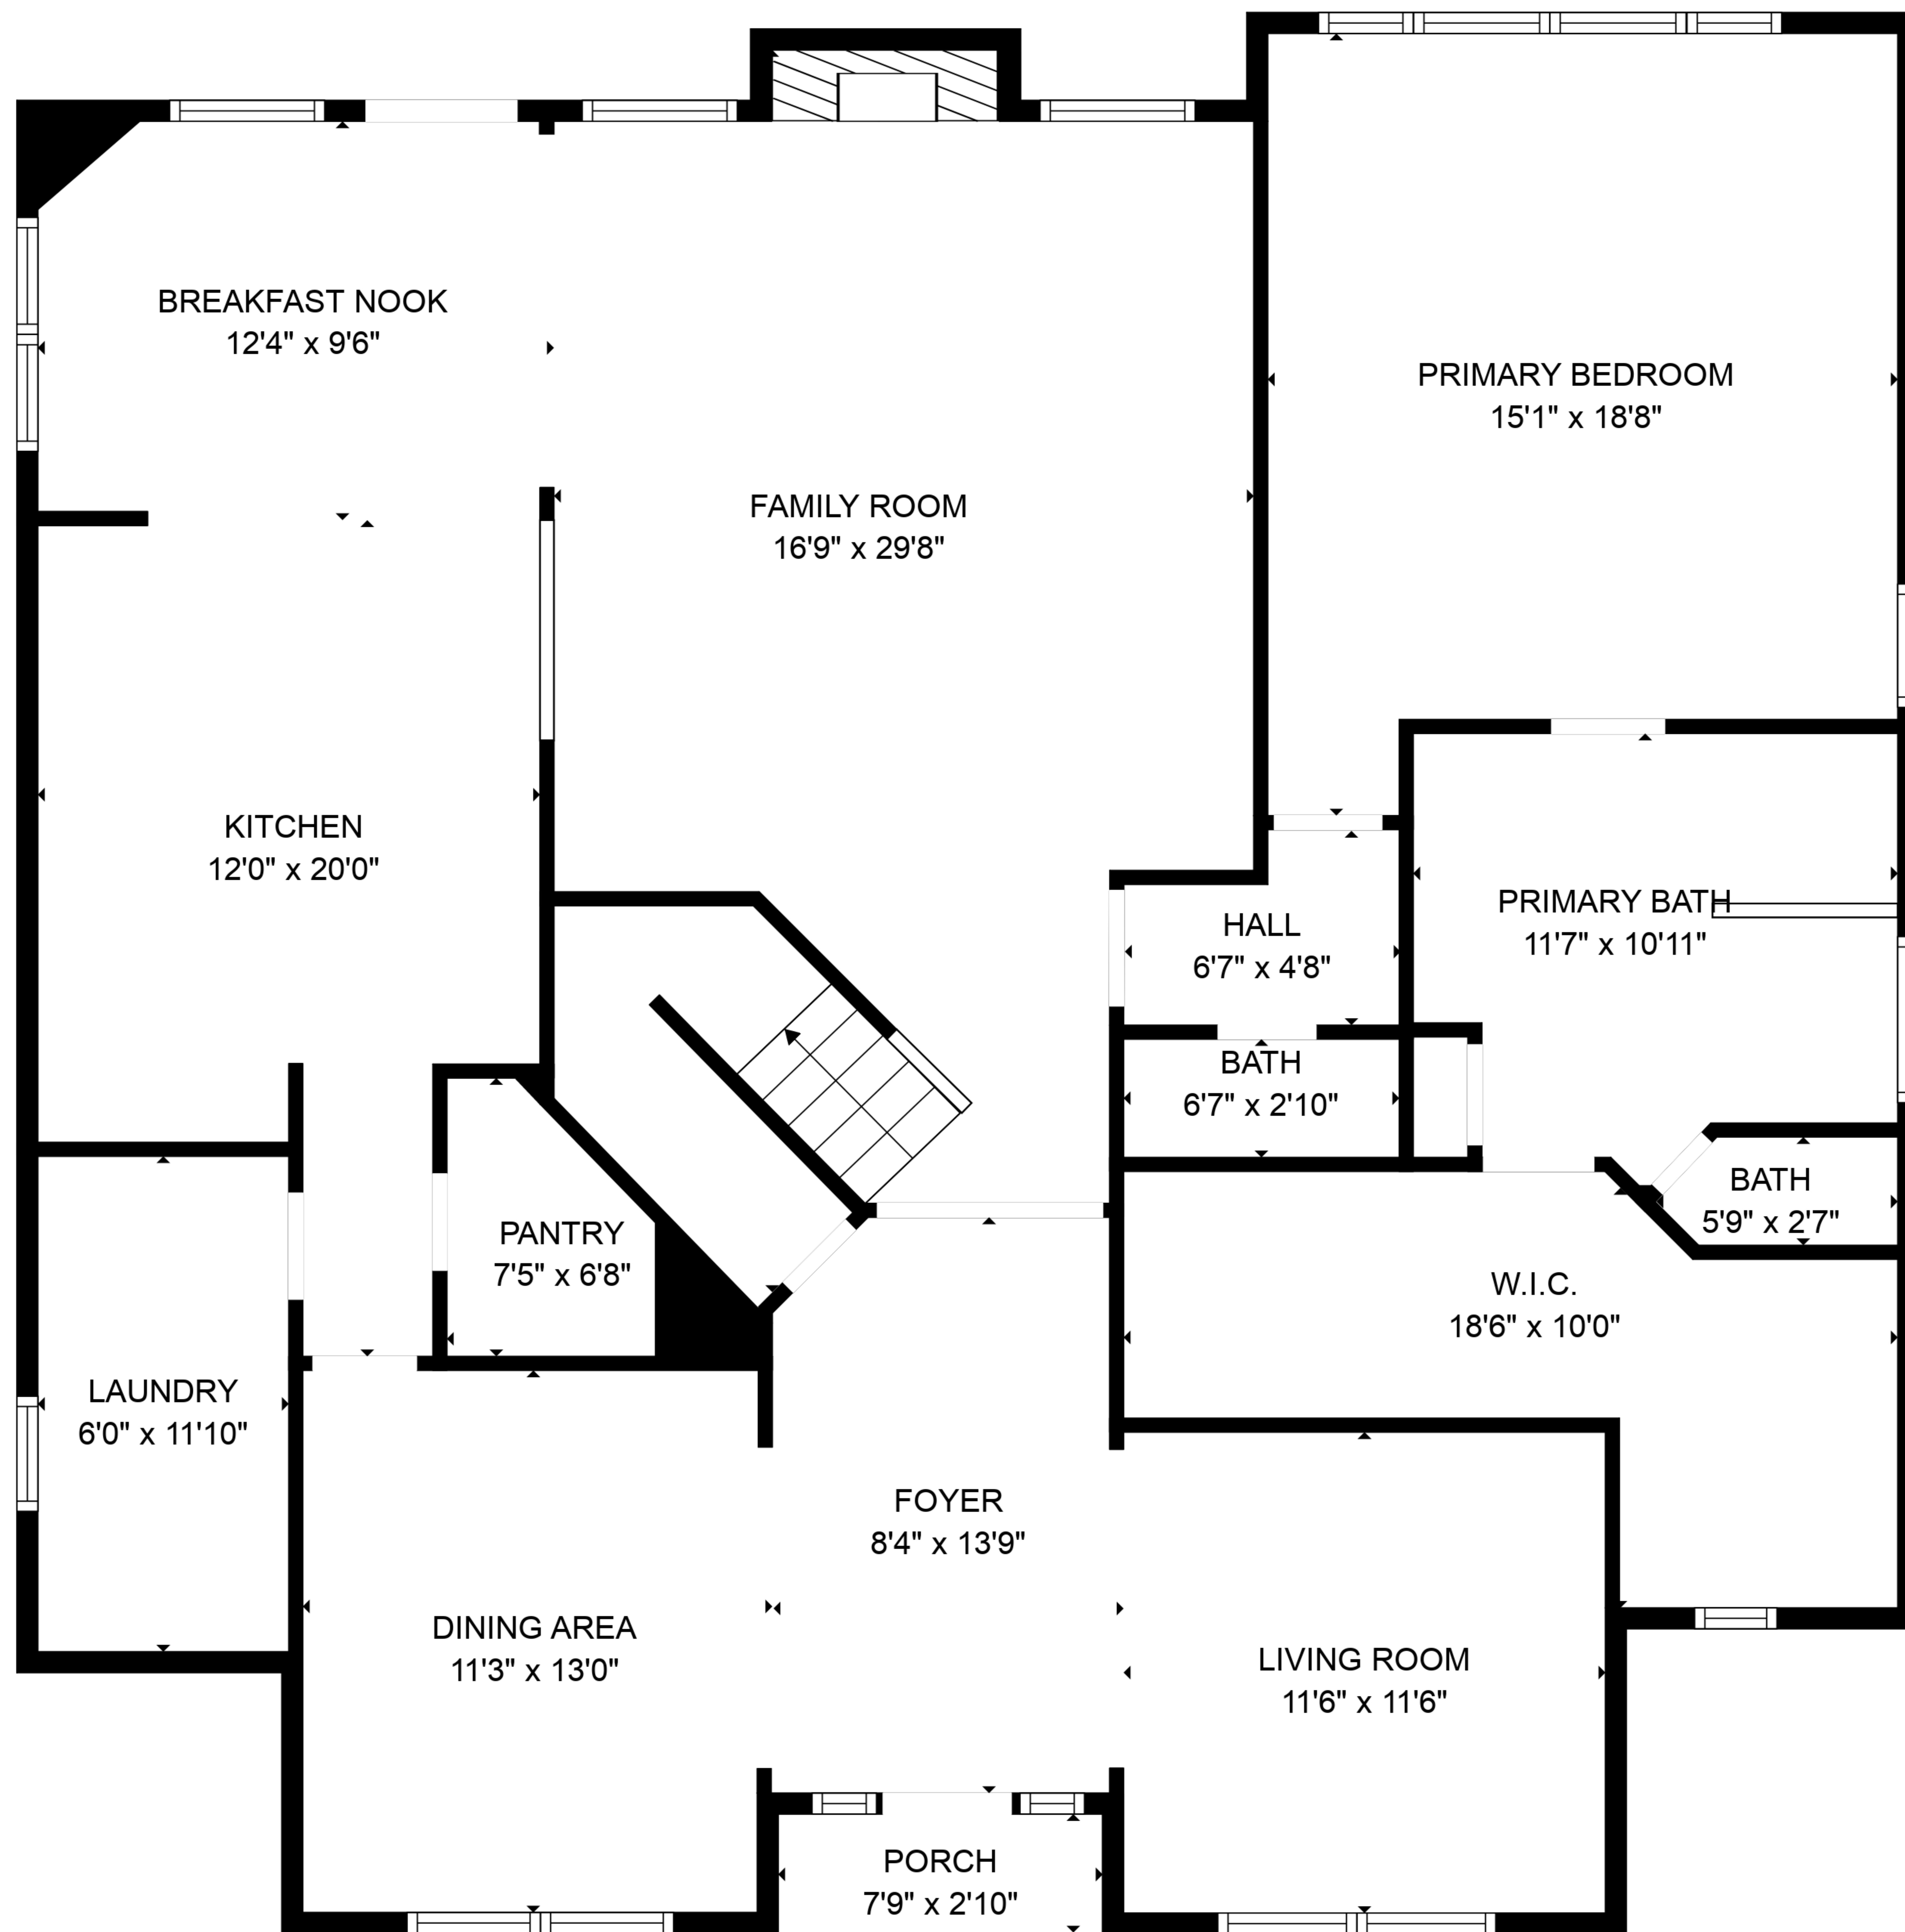 BREAKFAST NOOK
12'4" x 9'6"
PRIMARY BEDROOM
15'1" x 18'8"
FAMILY ROOM
16'9" x 29'8"
KITCHEN
12'0" x 20'0"
PRIMARY BATH
11'7" x 10'11"
HALL
6'7" x 4'8"
BATH
6'7" x 2'10"
BATH
5'9" x 2'7"
PANTRY
7'5" x 6'8"
W.I.C.
18'6" x 10'0"
LAUNDRY
6'0" x 11'10"
FOYER
8'4" x 13'9"
DINING AREA
11'3" x 13'0"
LIVING ROOM
11'6" x 11'6"
PORCH
7'9" x 2'10"